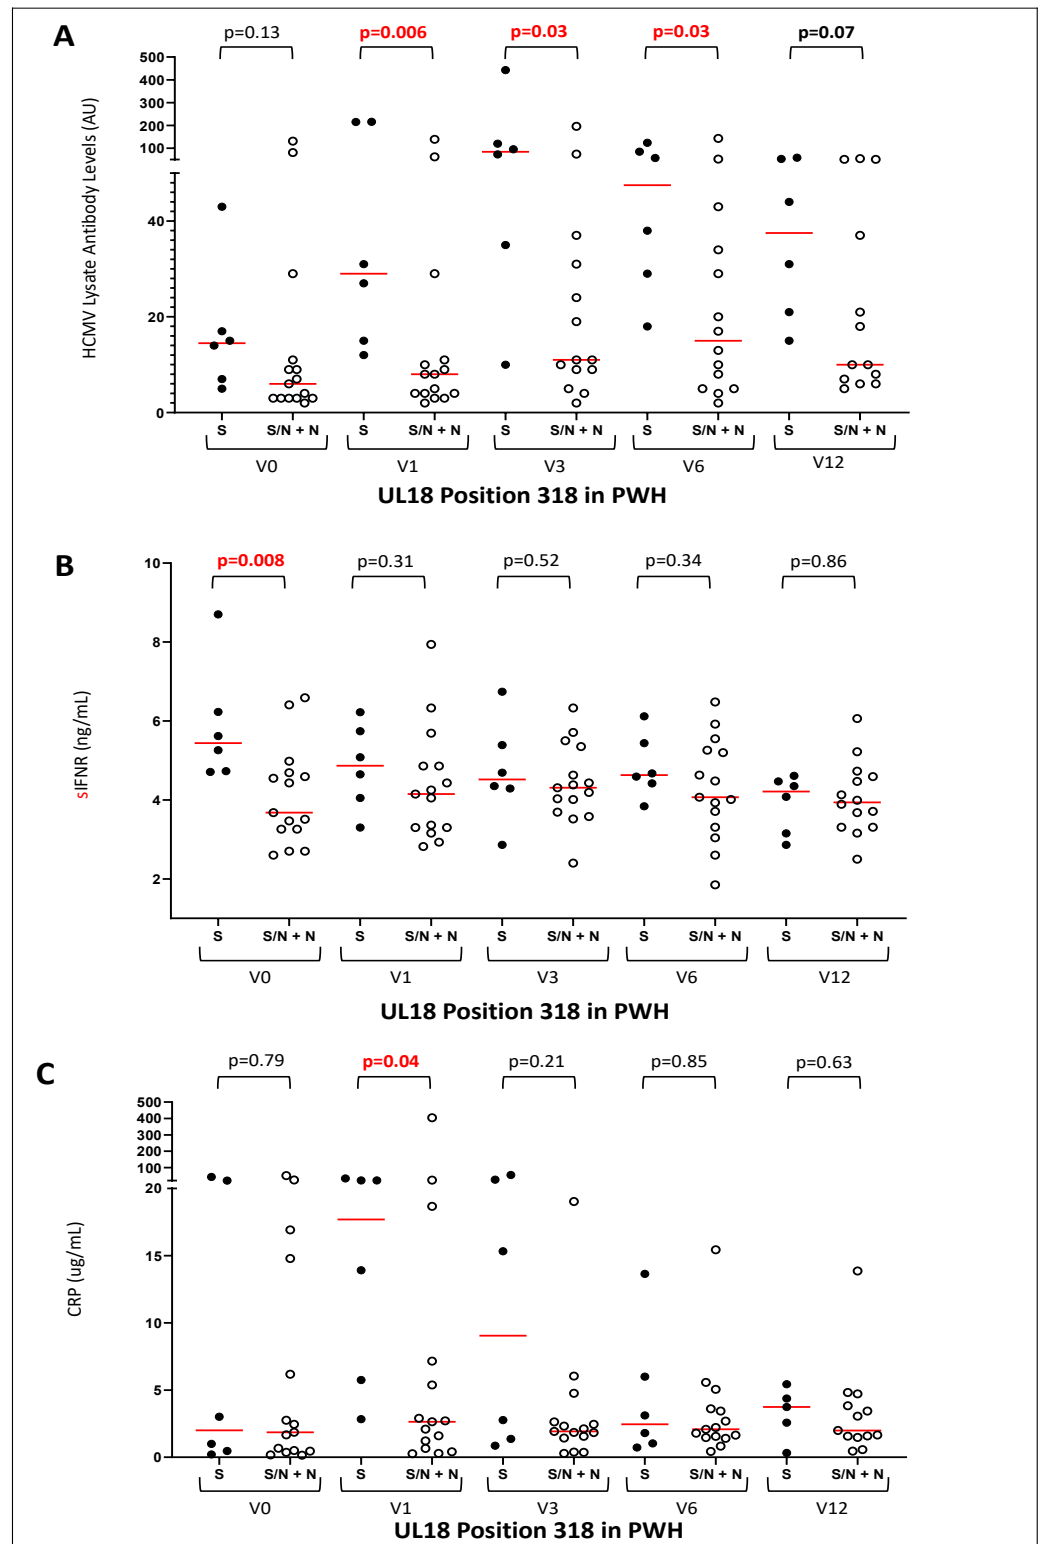 A
p=0.13 p=0.006 p=0.03 p=0.03 p=0.07
500
400
300
200
100
40
20
0
HCMV Lysate Antibody Levels (AU)
S S/N + N S S/N + N S S/N + N S S/N + N S S/N + N
V0 V1 V3 V6 V12
UL18 Position 318 in PWH
B
p=0.008 p=0.31 p=0.52 p=0.34 p=0.86
10
8
6
4
2
sIFNR (ng/mL)
S S/N + N S S/N + N S S/N + N S S/N + N S S/N + N
V0 V1 V3 V6 V12
UL18 Position 318 in PWH
C
p=0.79 p=0.04 p=0.21 p=0.85 p=0.63
500
400
300
200
100
20
15
10
5
0
CRP (ug/mL)
S S/N + N S S/N + N S S/N + N S S/N + N S S/N + N
V0 V1 V3 V6 V12
UL18 Position 318 in PWH